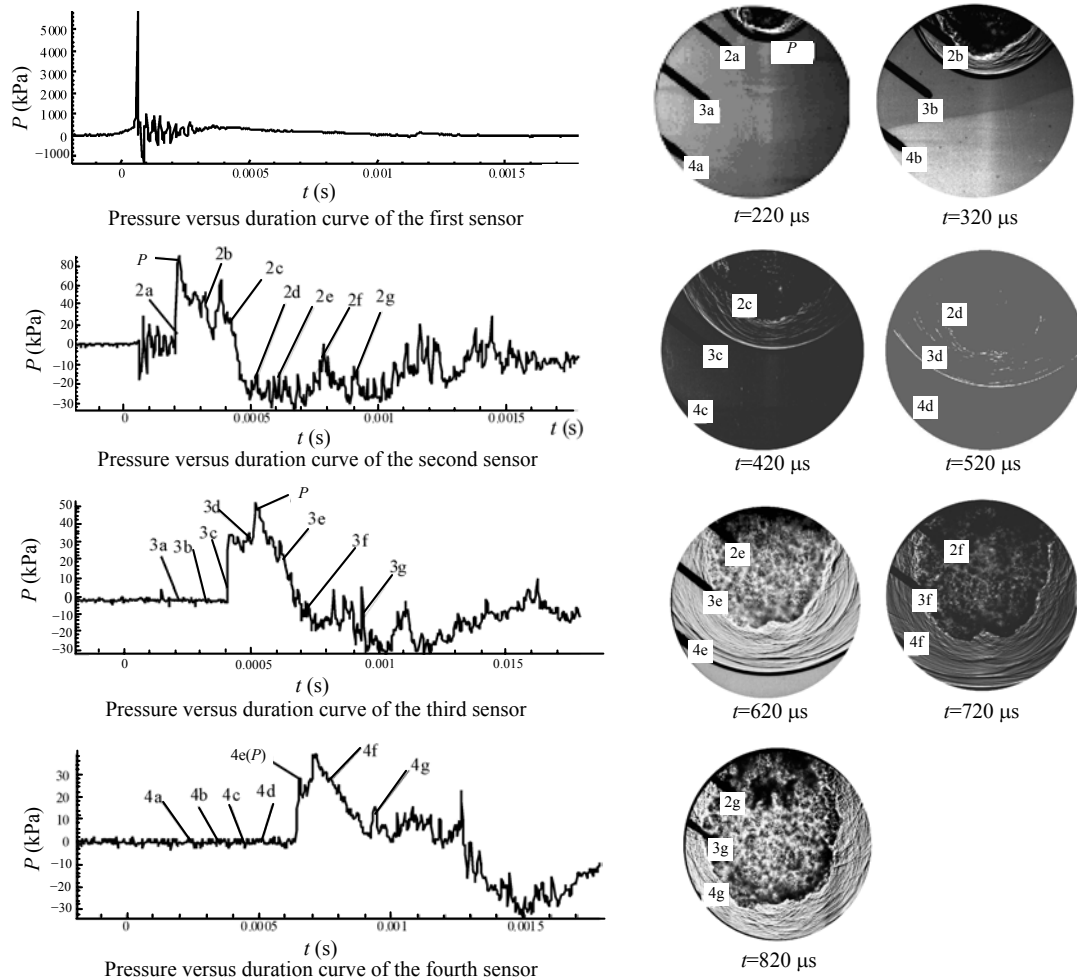 P (kPa)
5000
4000
3000
2000
1000
0
−1000
0 0.0005 0.001 0.0015
t (s)
Pressure versus duration curve of the first sensor
P (kPa)
80
60
40
20
0
−10
−20
−30
P
2a
2b
2c
2d
2e
2f
2g
0 0.0005 0.001 0.0015
t (s) t (s)
Pressure versus duration curve of the second sensor
P (kPa)
50
40
30
20
10
0
−10
−20
−30
3a
3b
3c
3d
P
3e
3f
3g
0 0.0005 0.001 0.015
t (s)
Pressure versus duration curve of the third sensor
P (kPa)
30
20
10
0
−10
−20
−30
4a
4b
4c
4d
4e(P)
4f
4g
0 0.0005 0.001 0.0015
t (s)
Pressure versus duration curve of the fourth sensor
2a
P
3a
4a
t=220 μs
2b
3b
4b
t=320 μs
2c
3c
4c
t=420 μs
2d
3d
4d
t=520 μs
2e
3e
4e
t=620 μs
2f
3f
4f
t=720 μs
2g
3g
4g
t=820 μs